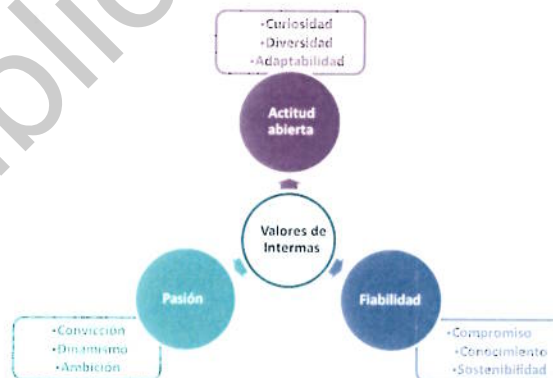 •Curiosidad
•Diversidad
•Adaptabilidad
Actitud
abierta
Valores de
Intermas
Pasión
Fiabilidad
•Convicción
•Dinamismo
•Ambición
•Compromiso
•Conocimiento
•Sostenibilidad